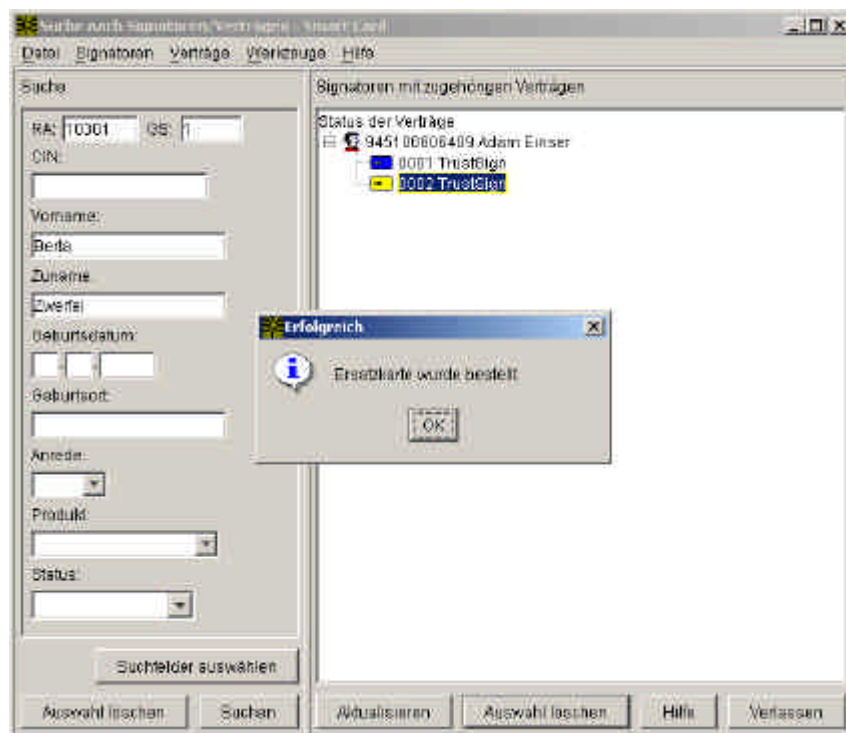 Suche nach Signatoren/Verträgen - Smart Card
Datei Signatoren Verträge Werkzeuge Hilfe
Suche
Signatoren mit zugehörigen Verträgen
RA: 10301 GS: 1
CIN:
Vorname:
Berta
Zuname:
Zweifel
Geburtsdatum:
Geburtsort:
Anrede:
Produkt:
Status:
Suchfelder auswählen
Auswahl löschen Suchen
Status der Verträge
945100606409 Adam Einser
0001 TrustSign
0002 TrustSign
Erfolgreich
Ersatzkarte wurde bestellt
OK
Aktualisieren Auswahl löschen Hilfe Verlassen